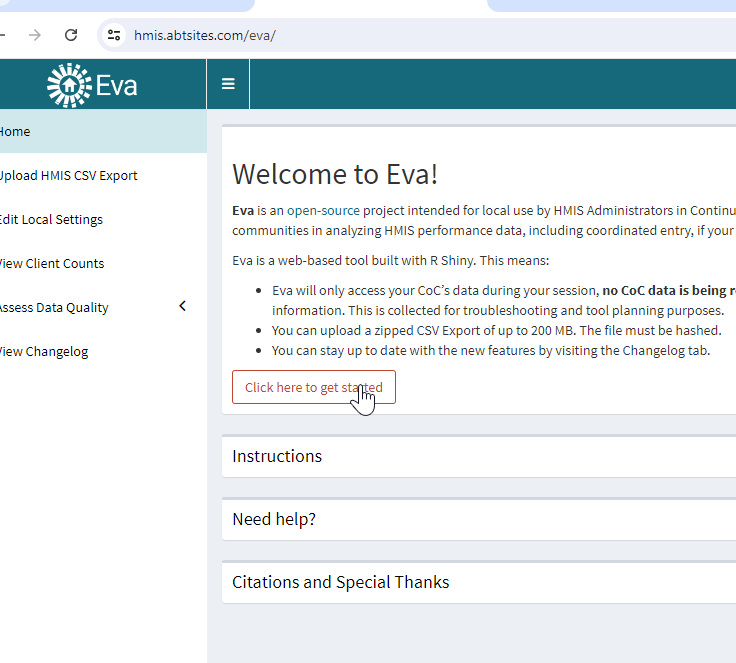 hmis.abtsites.com/eva/
Eva
Home
Upload HMIS CSV Export
Edit Local Settings
View Client Counts
Assess Data Quality
View Changelog
Welcome to Eva!
Eva is an open-source project intended for local use by HMIS Administrators in
communities in analyzing HMIS performance data, including coordinated entry, if your
Eva is a web-based tool built with R Shiny. This means:
Eva will only access your CoC's data during your session, no CoC data is being
information. This is collected for troubleshooting and tool planning purposes.
You can upload a zipped CSV Export of up to 200 MB. The file must be hashed.
You can stay up to date with the new features by visiting the Changelog tab.
Click here to get started
Instructions
Need help?
Citations and Special Thanks